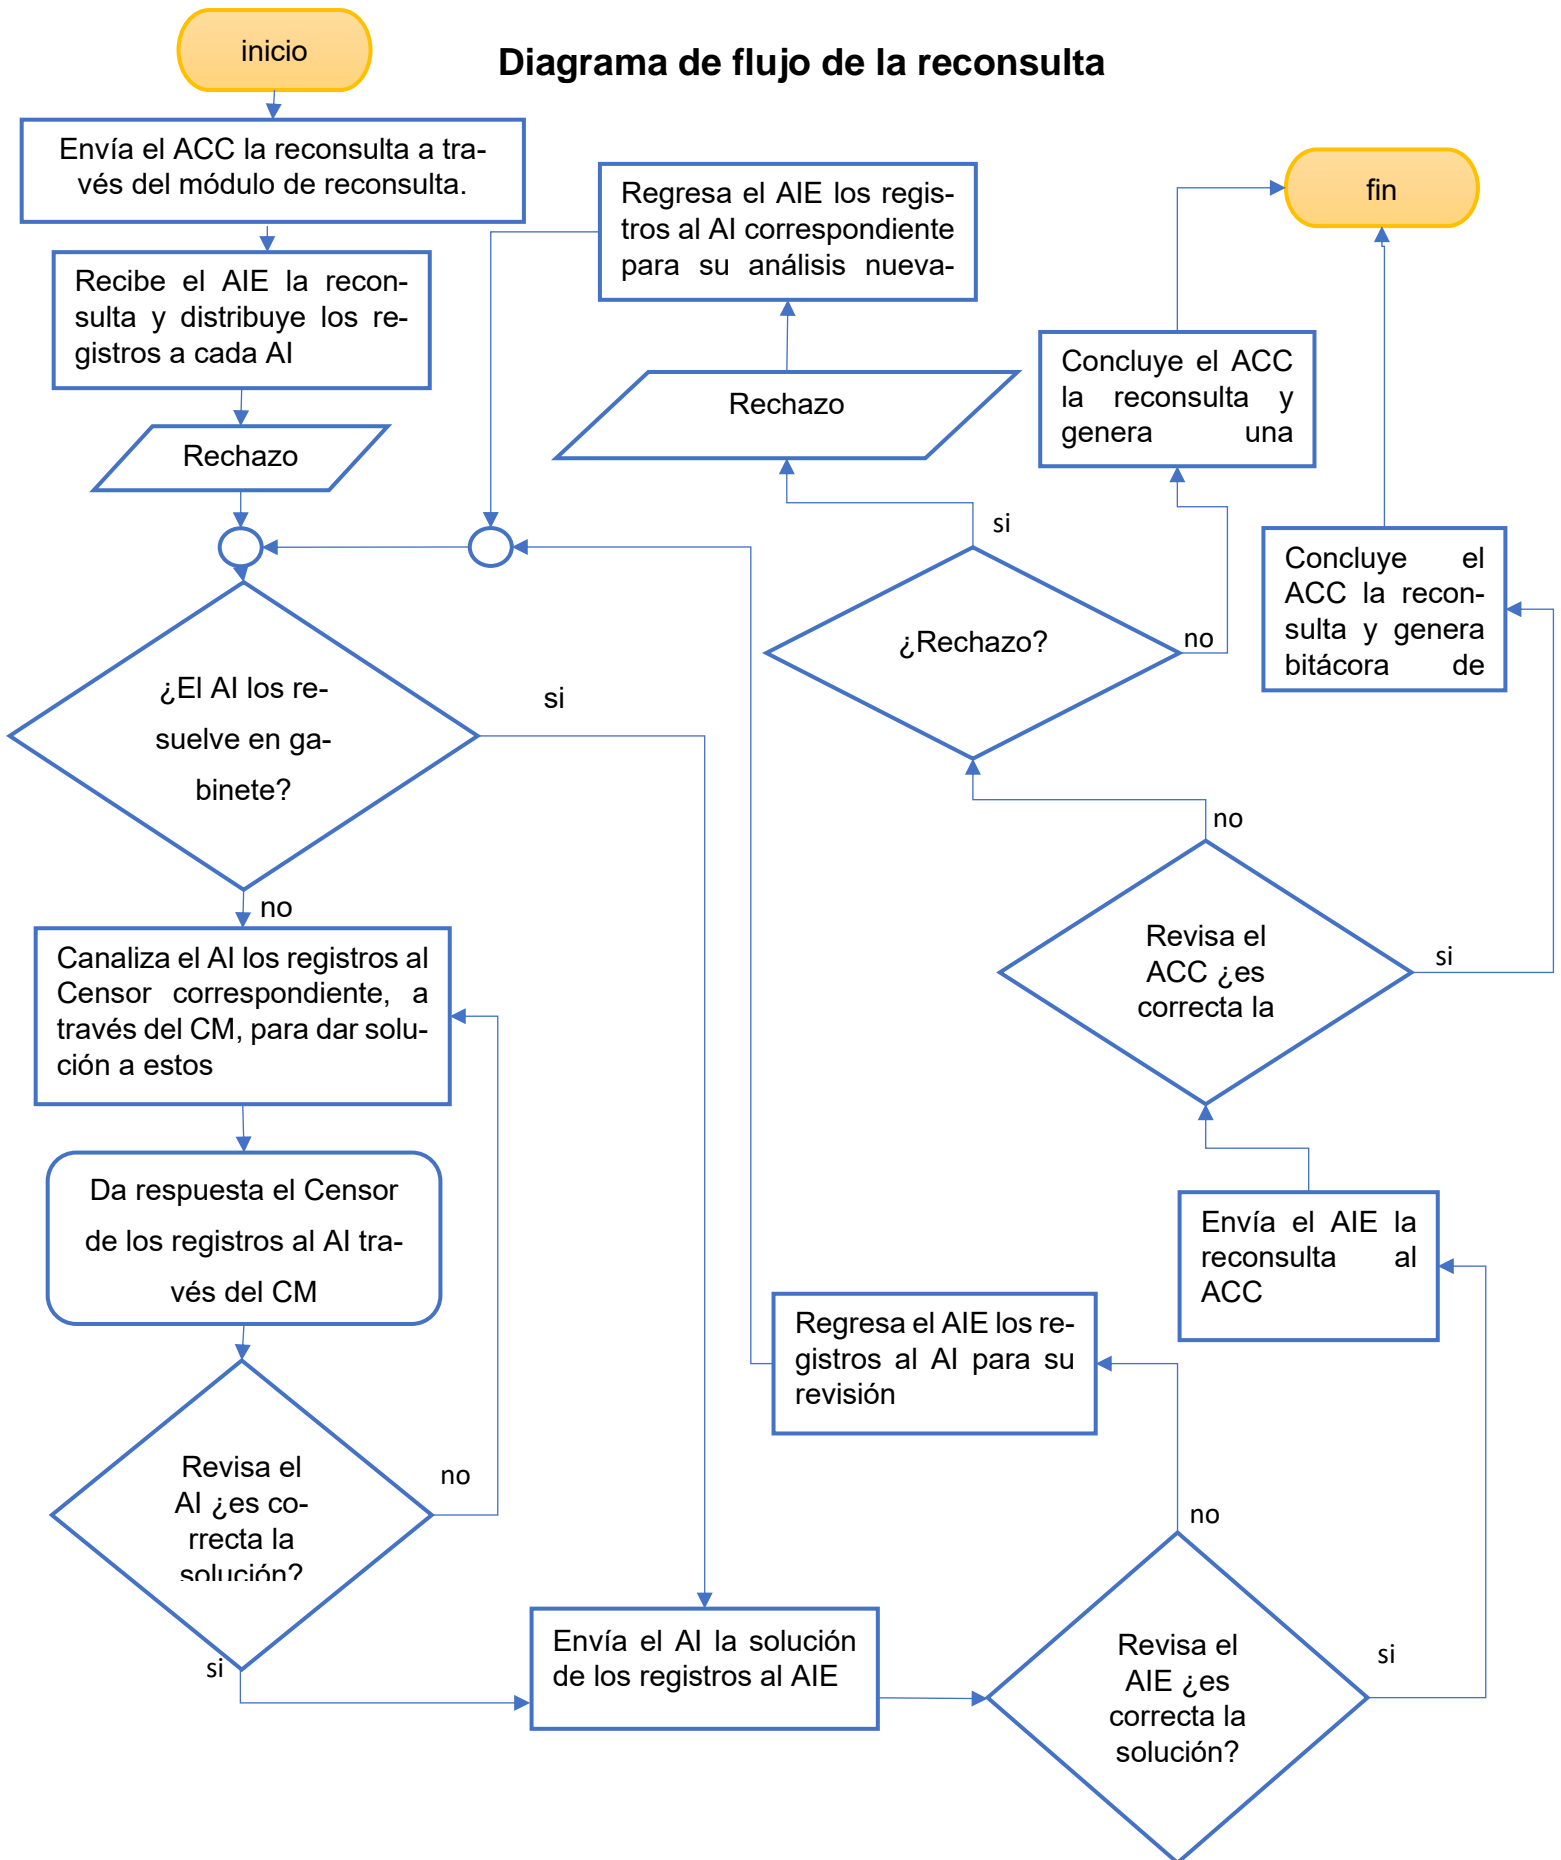 inicio
Diagrama de flujo de la reconsulta
Envía el ACC la reconsulta a tra-
vés del módulo de reconsulta.
Recibe el AIE la recon-
sulta y distribuye los re-
gistros a cada AI
Rechazo
¿El AI los re-
suelve en ga-
binete?
si
no
Canaliza el AI los registros al
Censor correspondiente, a
través del CM, para dar solu-
ción a estos
Da respuesta el Censor
de los registros al AI tra-
vés del CM
Revisa el
AI ¿es co-
rrecta la
solución?
no
si
Envía el AI la solución
de los registros al AIE
Revisa el
AIE ¿es
correcta la
solución?
no
si
Regresa el AIE los re-
gistros al AI para su
revisión
Envía el AIE la
reconsulta al
ACC
Revisa el
ACC ¿es
correcta la
no
si
¿Rechazo?
si
no
Rechazo
Regresa el AIE los regis-
tros al AI correspondiente
para su análisis nueva-
Concluye el ACC
la reconsulta y
genera una
Concluye el
ACC la recon-
sulta y genera
bitácora de
fin